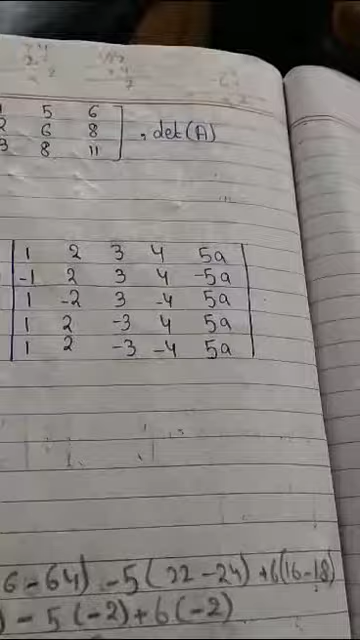 5 6
2 6 8 , det(A)
3 8 11
1 2 3 4 5a
-1 2 3 4 -5a
1 -2 3 -4 5a
1 2 -3 4 5a
1 2 -3 -4 5a
6-64) -5(22-24)+6(16-18)
) - 5(-2)+6(-2)